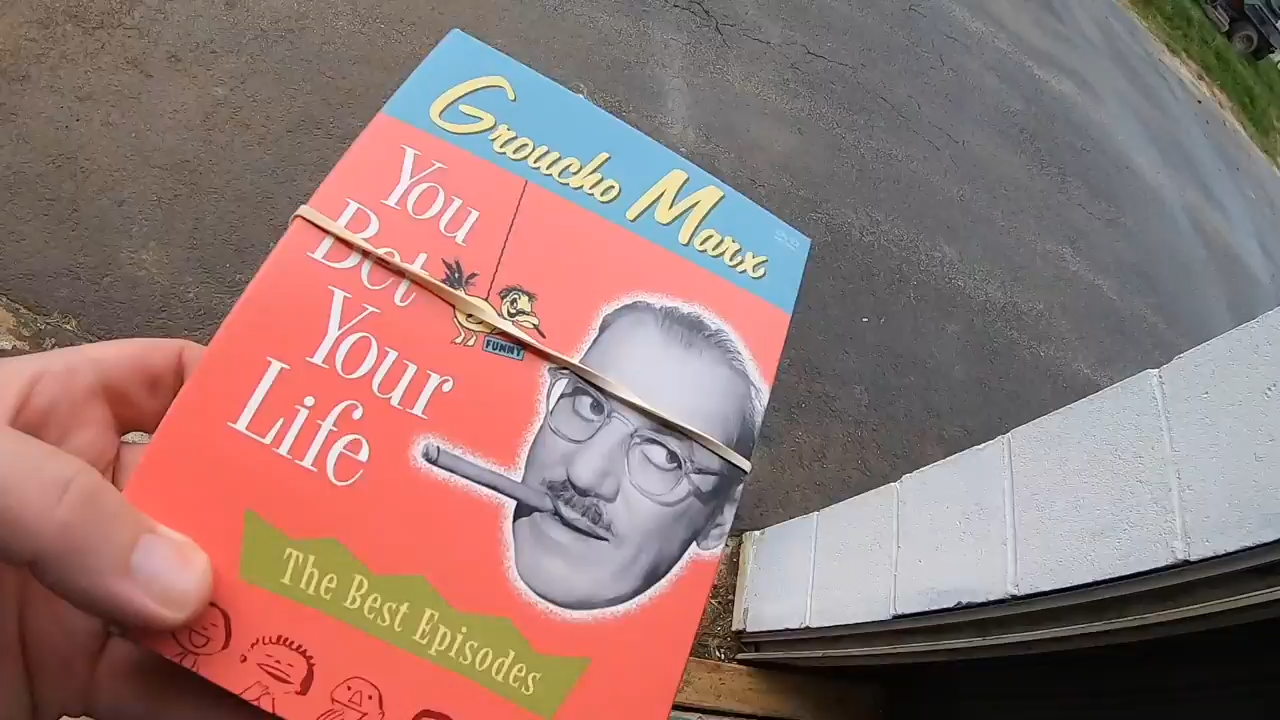 Groucho Marx
You
Bet
Your
Life
FUNNY
The Best Episodes